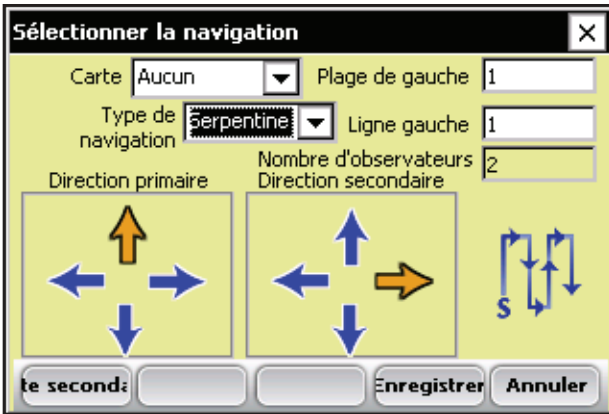 Sélectionner la navigation
Carte Aucun Plage de gauche 1
Type de navigation Serpentine Ligne gauche 1
Nombre d'observateurs 2
Direction primaire Direction secondaire
S
te seconda Enregistrer Annuler